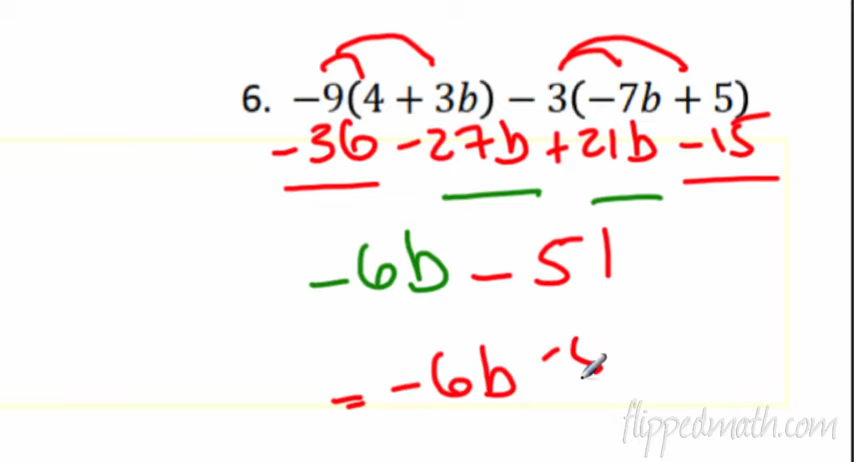 6. −9(4 + 3b) − 3(−7b + 5)
-36 -27b +21b -15
-6b -51
= -6b -
flippedmath.com